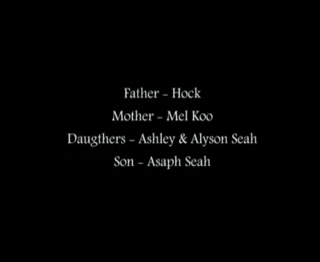 Father - Hock
Mother - Mel Koo
Daugthers - Ashley & Alyson Seah
Son - Asaph Seah